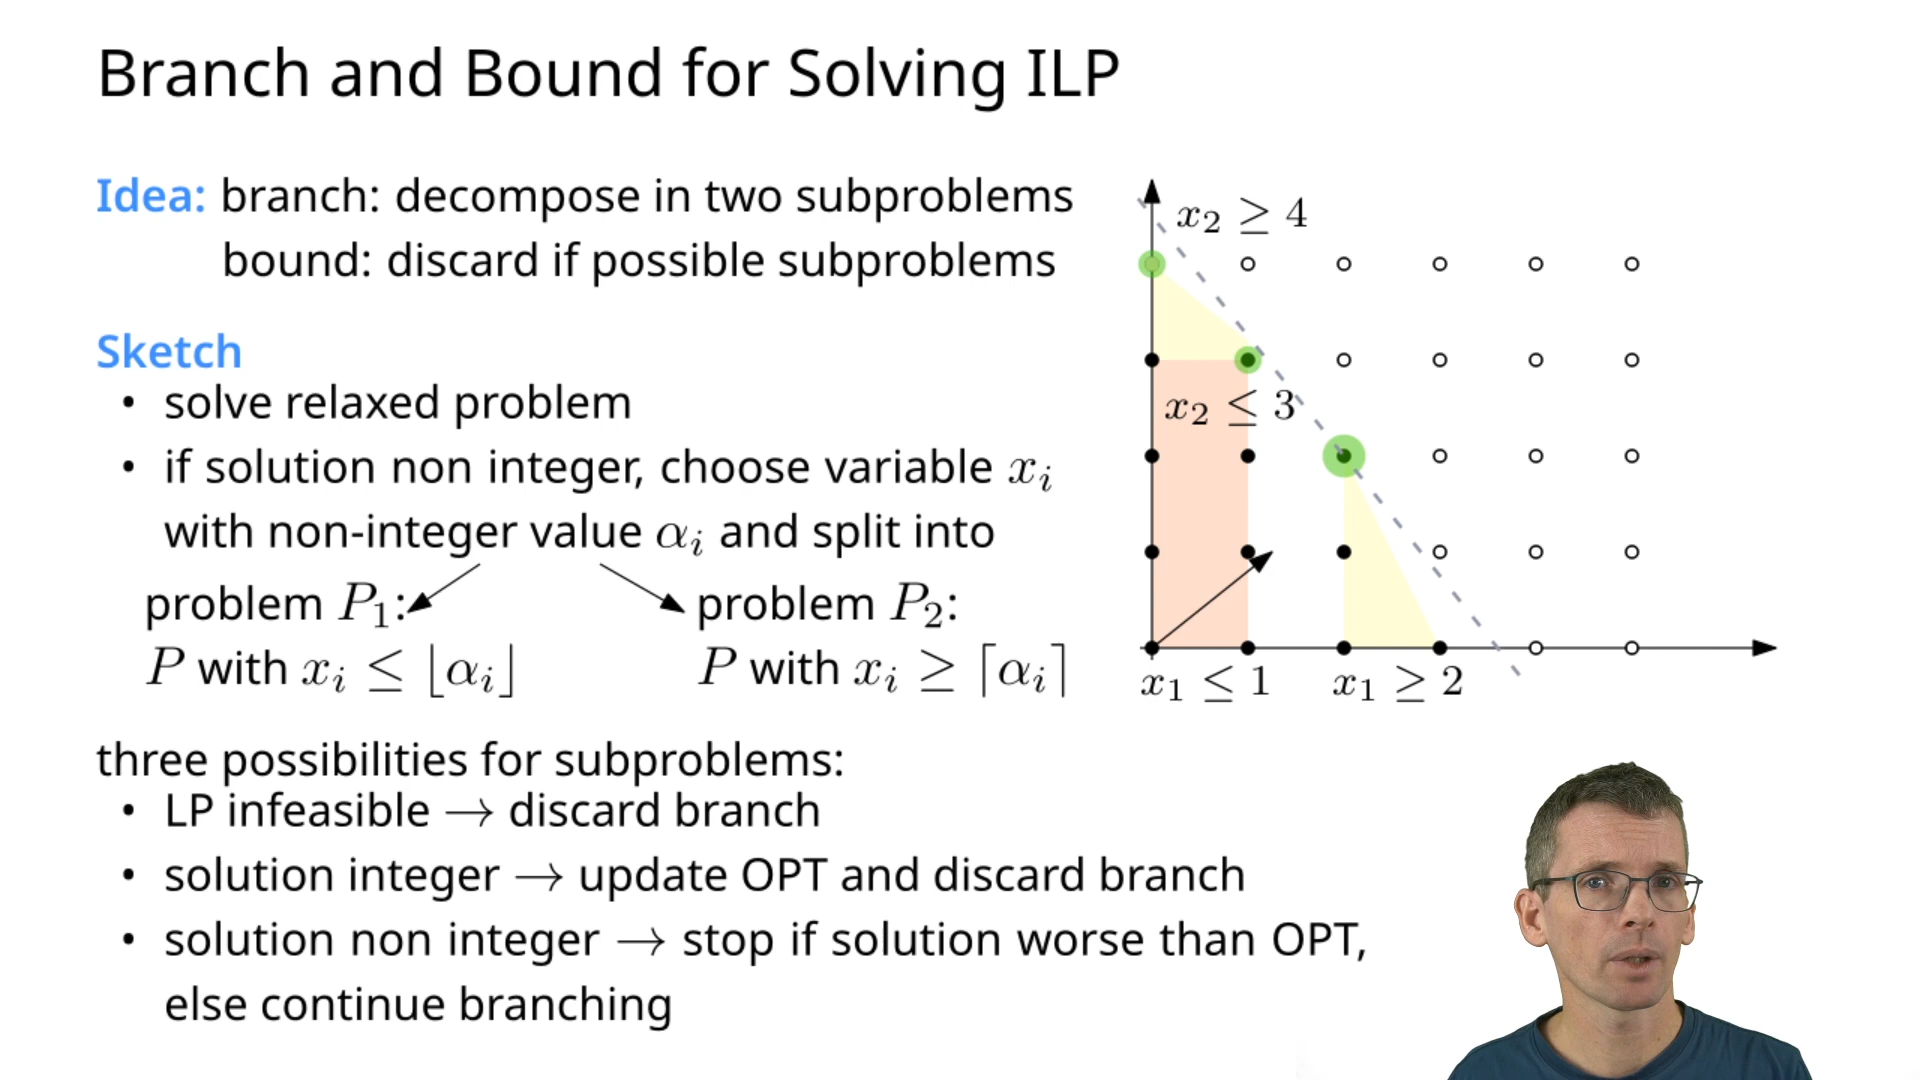 Branch and Bound for Solving ILP
Idea: branch: decompose in two subproblems
bound: discard if possible subproblems
Sketch
• solve relaxed problem
• if solution non integer, choose variable xᵢ
with non-integer value αᵢ and split into
problem P₁:
P with xᵢ ≤ ⌊αᵢ⌋
problem P₂:
P with xᵢ ≥ ⌈αᵢ⌉
three possibilities for subproblems:
• LP infeasible → discard branch
• solution integer → update OPT and discard branch
• solution non integer → stop if solution worse than OPT,
else continue branching
x₂ ≥ 4
x₂ ≤ 3
x₁ ≤ 1
x₁ ≥ 2